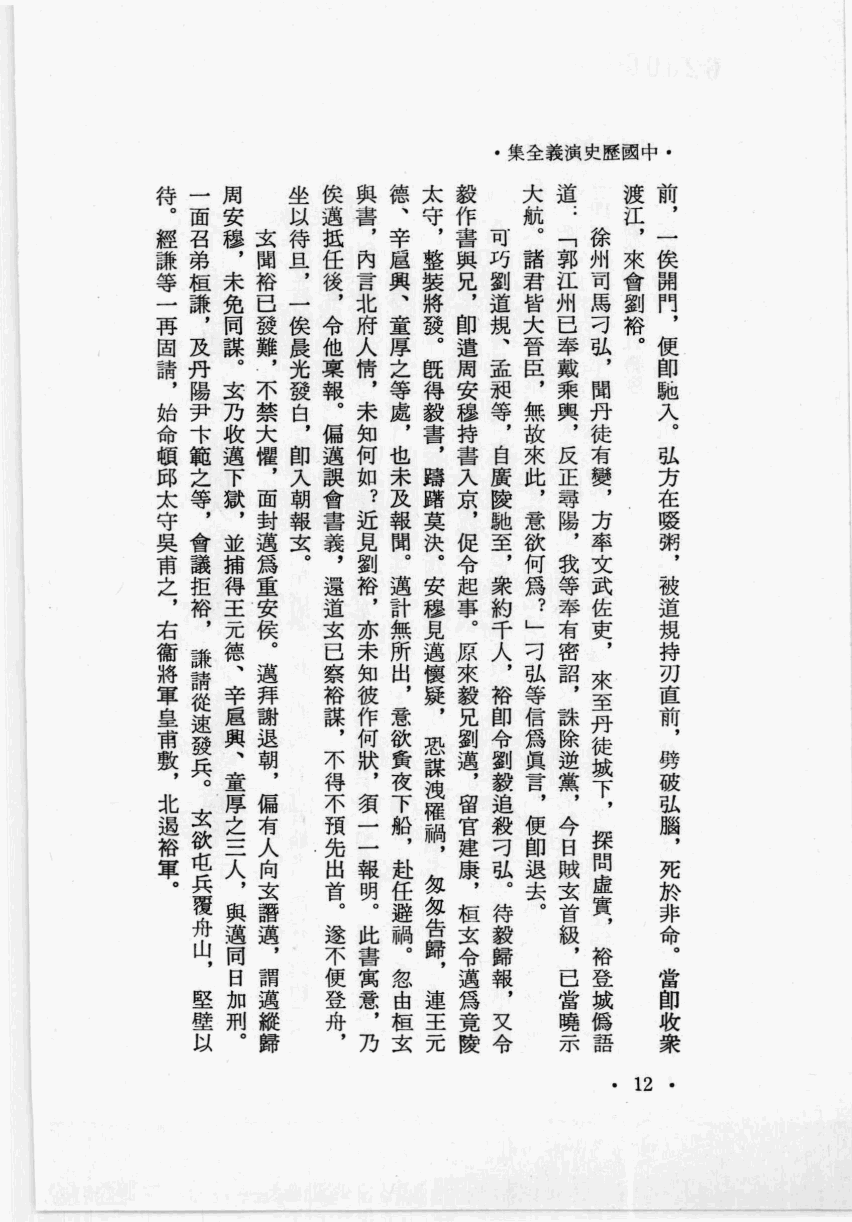 ·中國歷史演義全集·
前，一俟開門，便卽馳入。弘方在啜粥，被道規持刃直前，劈破弘腦，死於非命。當卽收衆
渡江，來會劉裕。
徐州司馬刁弘，聞丹徒有變，方率文武佐吏，來至丹徒城下，探問虛實，裕登城僞語
道：「郭江州已奉戴乘輿，反正尋陽，我等奉有密詔，誅除逆黨，今日賊玄首級，已當曉示
大航。諸君皆大晉臣，無故來此，意欲何爲？」刁弘等信爲眞言，便卽退去。
可巧劉道規、孟昶等，自廣陵馳至，衆約千人，裕卽令劉毅追殺刁弘。待毅歸報，又令
毅作書與兄，卽遣周安穆持書入京，促令起事。原來毅兄劉邁，留官建康，桓玄令邁爲竟陵
太守，整裝將發。旣得毅書，躊躇莫決。安穆見邁懷疑，恐謀洩罹禍，匆匆告歸，連王元
德、辛扈興、童厚之等處，也未及報聞。邁計無所出，意欲夤夜下船，赴任避禍。忽由桓玄
與書，內言北府人情，未知何如？近見劉裕，亦未知彼作何狀，須一一報明。此書寓意，乃
俟邁抵任後，令他稟報。偏邁誤會書義，還道玄已察裕謀，不得不預先出首。遂不便登舟，
坐以待旦，一俟晨光發白，卽入朝報玄。
玄聞裕已發難，不禁大懼，面封邁爲重安侯。邁拜謝退朝，偏有人向玄譖邁，謂邁縱歸
周安穆，未免同謀。玄乃收邁下獄，並捕得王元德、辛扈興、童厚之三人，與邁同日加刑。
一面召弟桓謙，及丹陽尹卞範之等，會議拒裕，謙請從速發兵。玄欲屯兵覆舟山，堅壁以
待。經謙等一再固請，始命頓邱太守吳甫之，右衞將軍皇甫敷，北遏裕軍。
· 12 ·